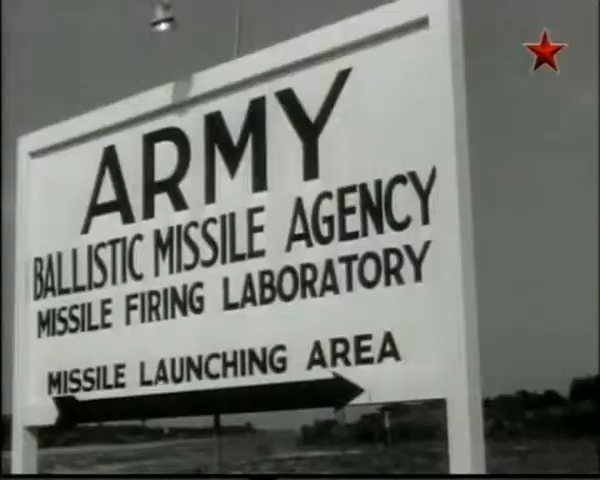 ARMY
BALLISTIC MISSILE AGENCY
MISSILE FIRING LABORATORY
MISSILE LAUNCHING AREA